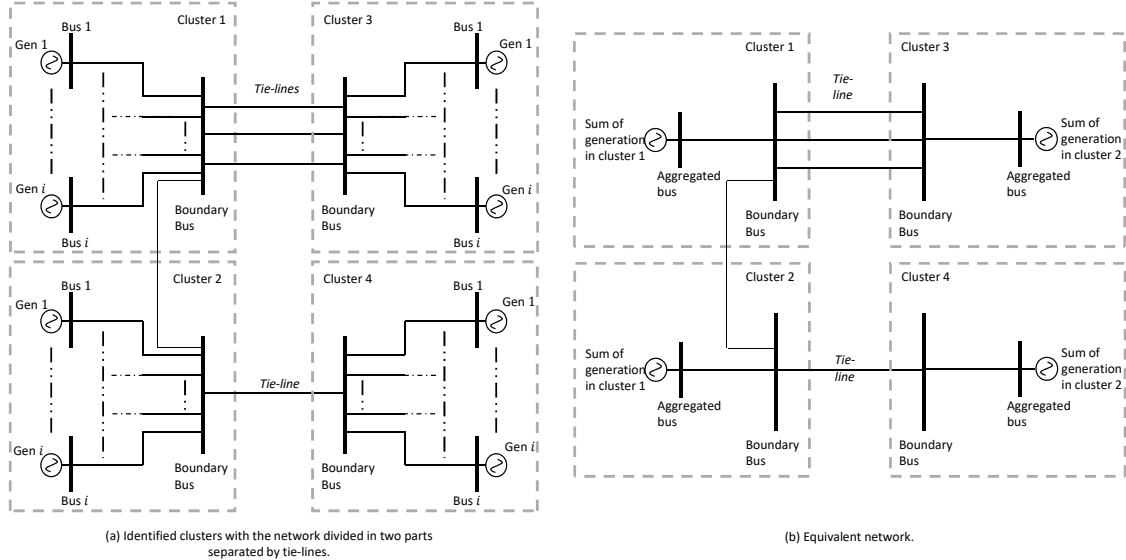 Cluster 1
Bus 1
Gen 1
Gen i
Bus i
Boundary
Bus
Tie-lines
Cluster 3
Bus 1
Gen 1
Gen i
Bus i
Boundary
Bus
Cluster 2
Bus 1
Gen 1
Gen i
Bus i
Boundary
Bus
Tie-line
Cluster 4
Bus 1
Gen 1
Gen i
Bus i
Boundary
Bus
(a) Identified clusters with the network divided in two parts
separated by tie-lines.
Cluster 1
Sum of
generation
in cluster 1
Aggregated
bus
Boundary
Bus
Tie-
line
Cluster 3
Boundary
Bus
Aggregated
bus
Sum of
generation
in cluster 2
Cluster 2
Sum of
generation
in cluster 1
Aggregated
bus
Boundary
Bus
Tie-
line
Cluster 4
Boundary
Bus
Aggregated
bus
Sum of
generation
in cluster 2
(b) Equivalent network.